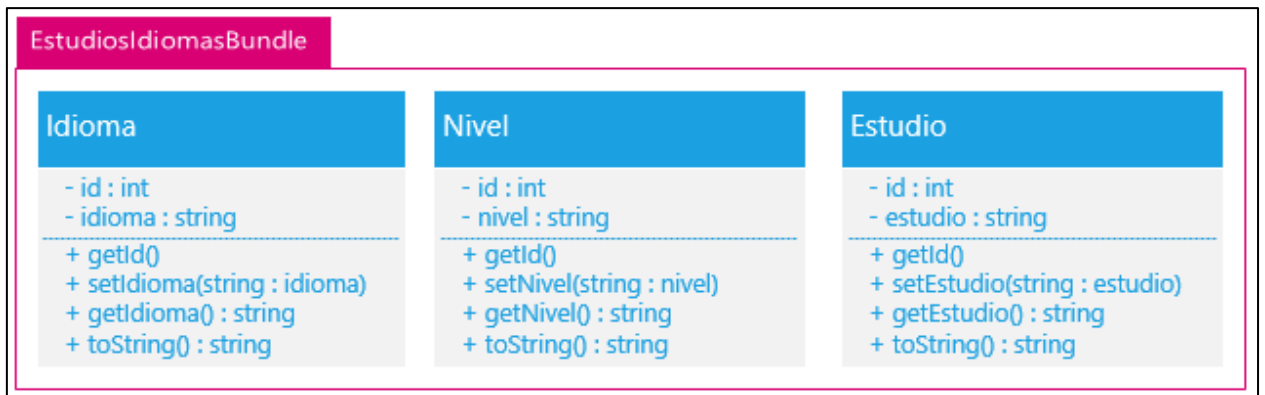 EstudiosIdiomasBundle
Idioma
- id : int
- idioma : string
+ getId()
+ setIdioma(string : idioma)
+ getIdioma() : string
+ toString() : string
Nivel
- id : int
- nivel : string
+ getId()
+ setNivel(string : nivel)
+ getNivel() : string
+ toString() : string
Estudio
- id : int
- estudio : string
+ getId()
+ setEstudio(string : estudio)
+ getEstudio() : string
+ toString() : string